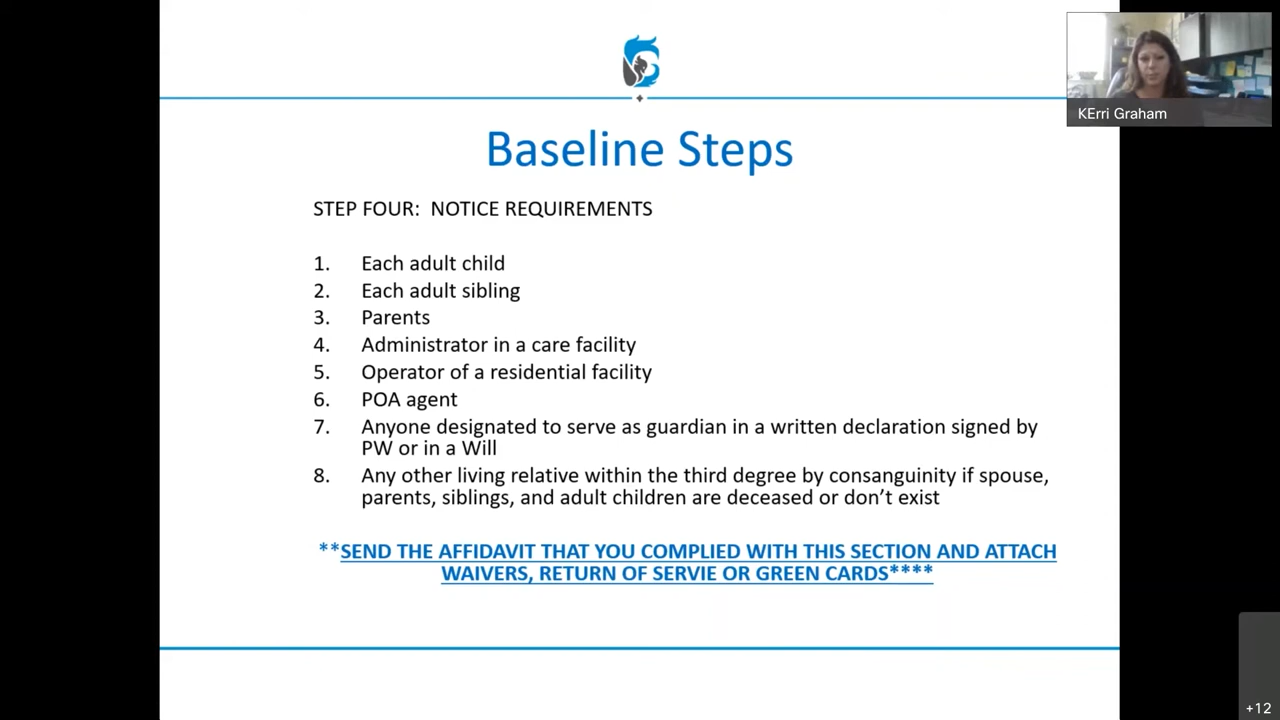 KErri Graham
Baseline Steps
STEP FOUR: NOTICE REQUIREMENTS
1. Each adult child
2. Each adult sibling
3. Parents
4. Administrator in a care facility
5. Operator of a residential facility
6. POA agent
7. Anyone designated to serve as guardian in a written declaration signed by
PW or in a Will
8. Any other living relative within the third degree by consanguinity if spouse,
parents, siblings, and adult children are deceased or don’t exist
**SEND THE AFFIDAVIT THAT YOU COMPLIED WITH THIS SECTION AND ATTACH
WAIVERS, RETURN OF SERVIE OR GREEN CARDS****
+12